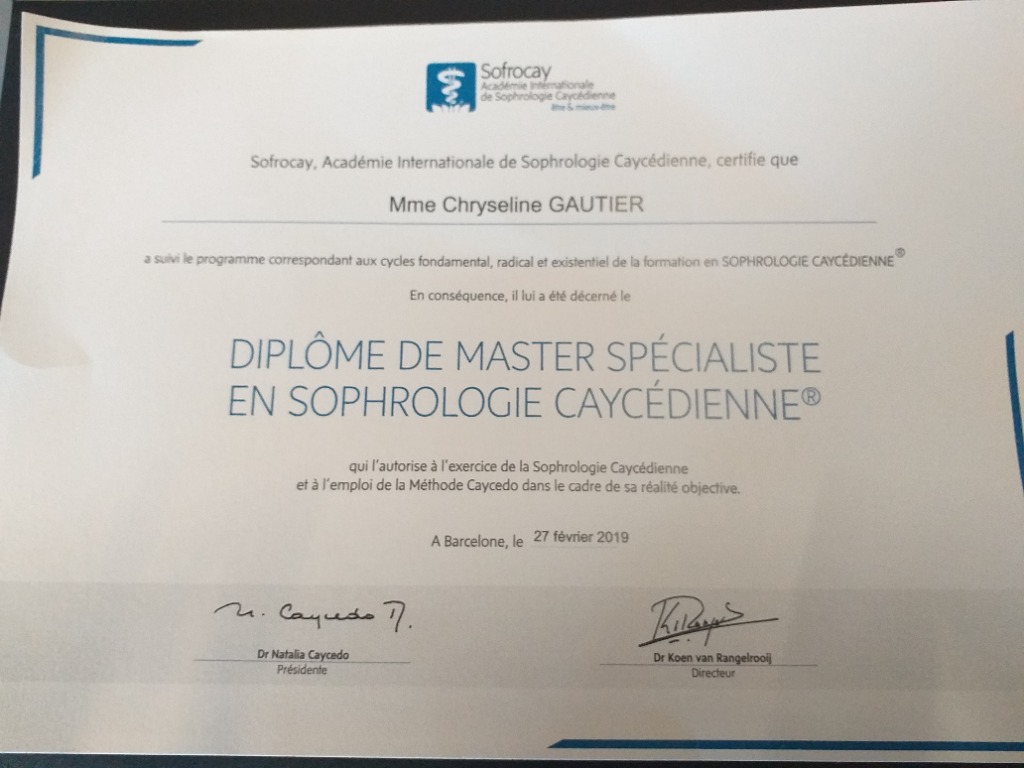 Sofrocay
Académie Internationale
de Sophrologie Caycédienne
être & mieux-être
Sofrocay, Académie Internationale de Sophrologie Caycédienne, certifie que
Mme Chryseline GAUTIER
a suivi le programme correspondant aux cycles fondamental, radical et existentiel de la formation en SOPHROLOGIE CAYCÉDIENNE®
En conséquence, il lui a été décerné le
DIPLÔME DE MASTER SPÉCIALISTE
EN SOPHROLOGIE CAYCÉDIENNE®
qui l'autorise à l'exercice de la Sophrologie Caycédienne
et à l'emploi de la Méthode Caycedo dans le cadre de sa réalité objective.
A Barcelone, le 27 février 2019
N. Caycedo D.
Dr Natalia Caycedo
Présidente
Dr Koen van Rangelrooij
Directeur